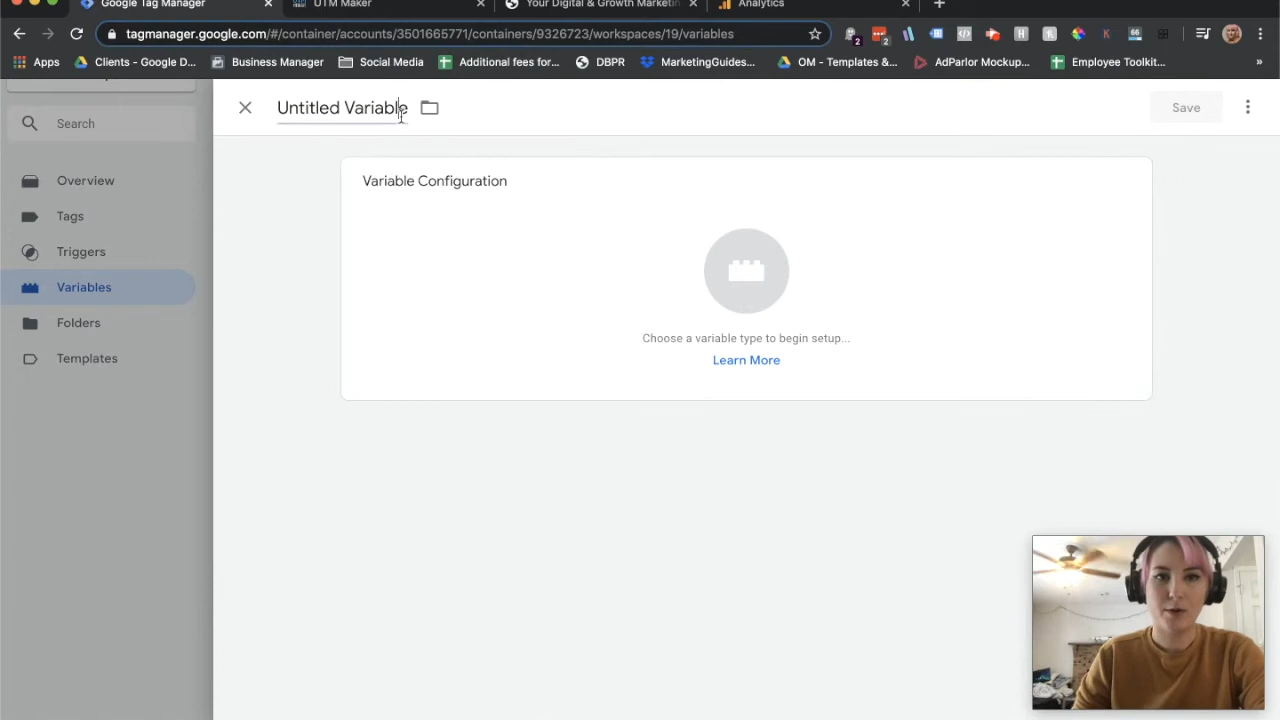 Google Tag Manager
UTM Maker
Your Digital & Growth Marketin
Analytics
tagmanager.google.com/#/container/accounts/3501665771/containers/9326723/workspaces/19/variables
2
2
H
H
K
66
Apps
Clients - Google D...
Business Manager
Social Media
Additional fees for...
DBPR
MarketingGuides...
OM - Templates &...
AdParlor Mockup...
Employee Toolkit...
»
Untitled Variable
Save
Search
Variable Configuration
Overview
Tags
Triggers
Variables
Folders
Templates
Choose a variable type to begin setup...
Learn More